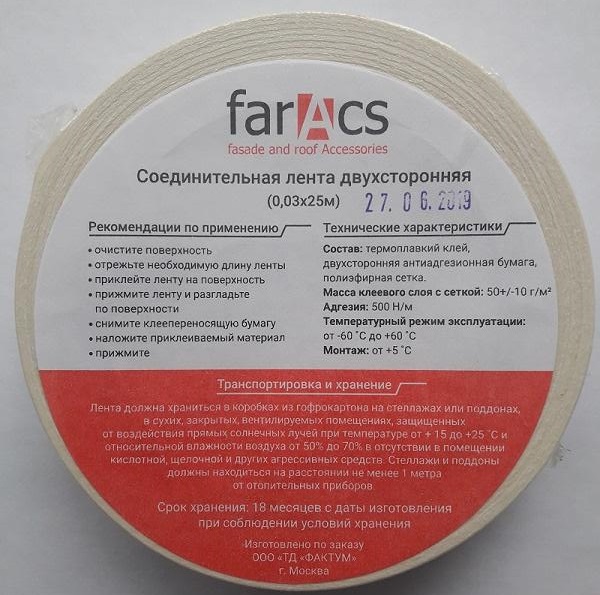 farAcs
fasade and roof Accessories
Соединительная лента двухсторонняя
(0,03x25м) 27.06.2019
Рекомендации по применению
• очистите поверхность
• отрежьте необходимую длину ленты
• приклейте ленту на поверхность
• прижмите ленту и разгладьте
по поверхности
• снимите клеепереносящую бумагу
• наложите приклеиваемый материал
• прижмите
Технические характеристики
Состав: термоплавкий клей,
двухсторонняя антиадгезионная бумага,
полиэфирная сетка.
Масса клеевого слоя с сеткой: 50+/-10 г/м²
Адгезия: 500 Н/м
Температурный режим эксплуатации:
от -60 ˚С до +60 ˚С
Монтаж: от +5 ˚С
Транспортировка и хранение
Лента должна храниться в коробках из гофрокартона на стеллажах или поддонах,
в сухих, закрытых, вентилируемых помещениях, защищенных
от воздействия прямых солнечных лучей при температуре от + 15 до +25 ˚С и
относительной влажности воздуха от 50% до 70% в отсутствии в помещении
кислотной, щелочной и других агрессивных средств. Стеллажи и поддоны
должны находиться на расстоянии не менее 1 метра
от отопительных приборов.
Срок хранения: 18 месяцев с даты изготовления
при соблюдении условий хранения
Изготовлено по заказу
ООО «ТД «ФАКТУМ»
г. Москва